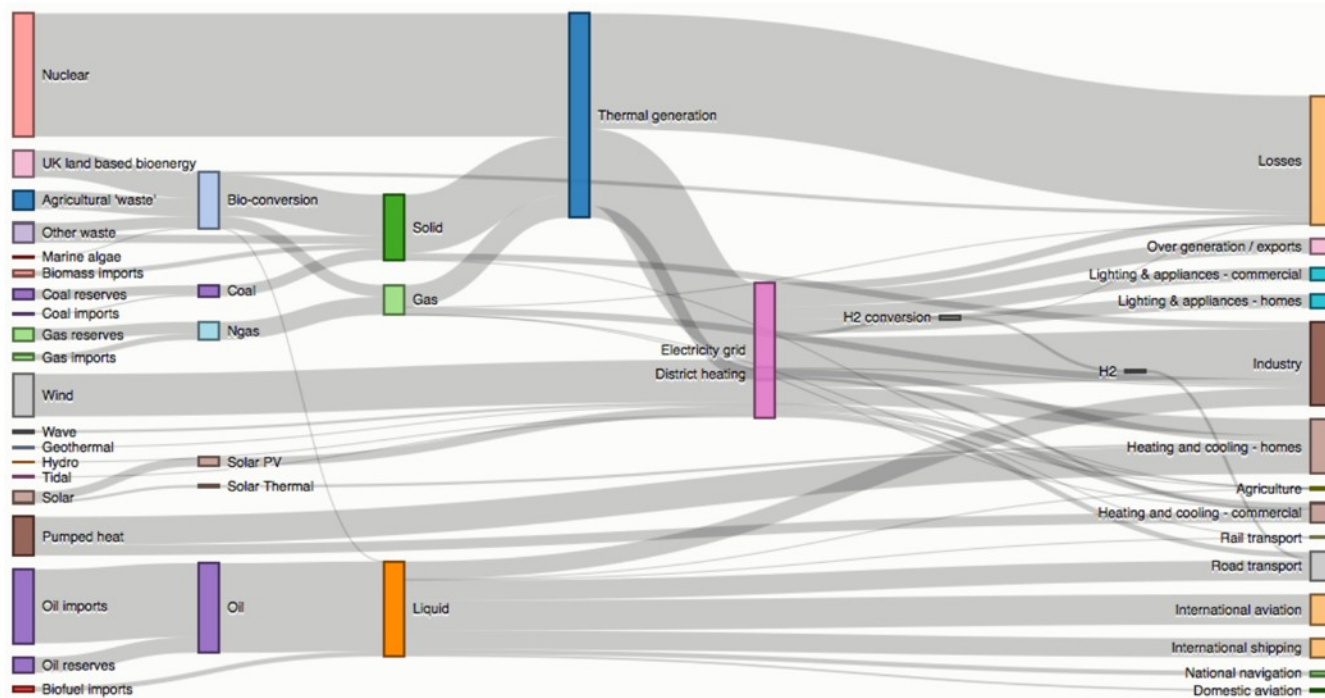 Nuclear
UK land based bioenergy
Agricultural 'waste'
Other waste
Marine algae
Biomass imports
Coal reserves
Coal imports
Gas reserves
Gas imports
Wind
Wave
Geothermal
Hydro
Tidal
Solar
Pumped heat
Oil imports
Oil reserves
Biofuel imports
Bio-conversion
Coal
Ngas
Solar PV
Solar Thermal
Oil
Solid
Gas
Liquid
Thermal generation
Electricity grid
District heating
H2 conversion
H2
Losses
Over generation / exports
Lighting & appliances - commercial
Lighting & appliances - homes
Industry
Heating and cooling - homes
Agriculture
Heating and cooling - commercial
Rail transport
Road transport
International aviation
International shipping
National navigation
Domestic aviation